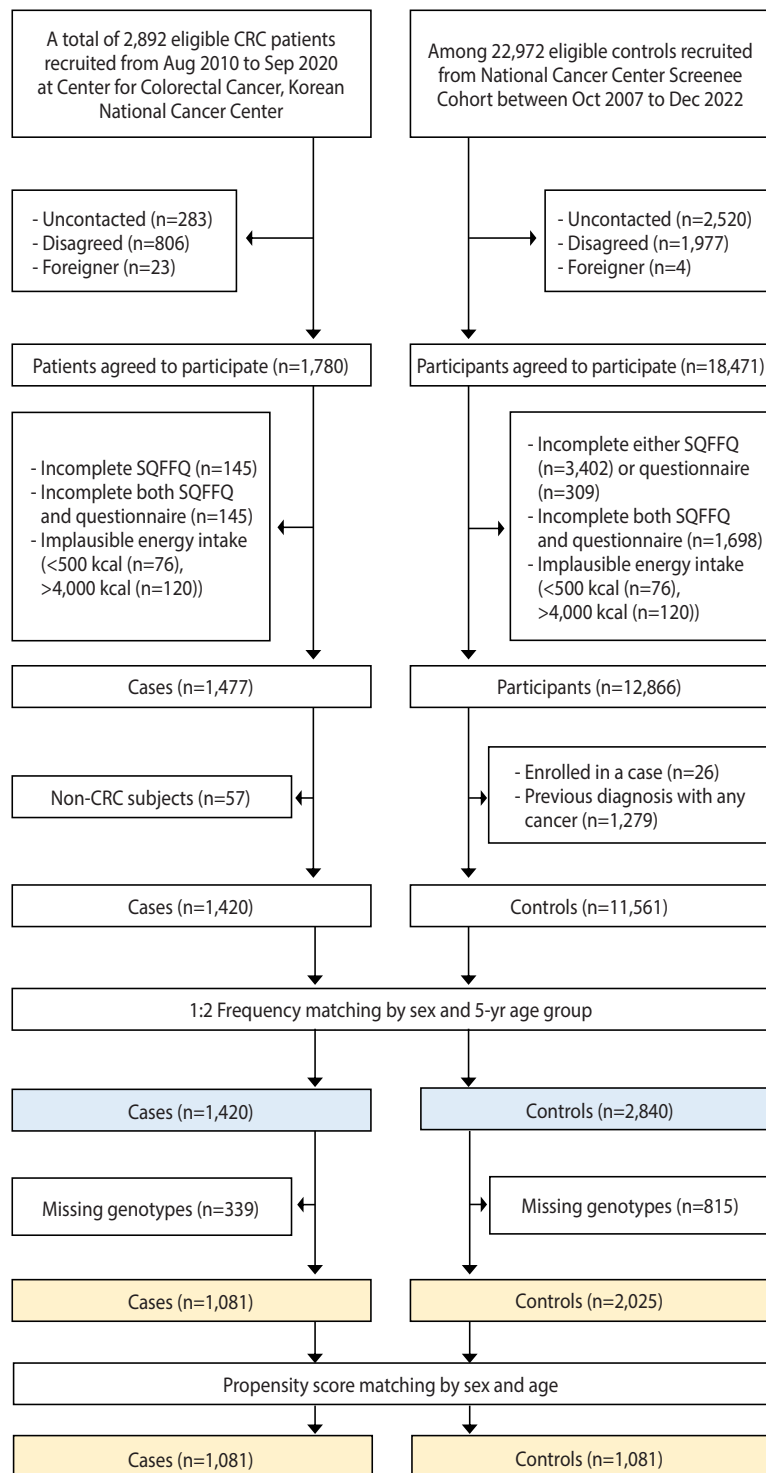 A total of 2,892 eligible CRC patients
recruited from Aug 2010 to Sep 2020
at Center for Colorectal Cancer, Korean
National Cancer Center
Among 22,972 eligible controls recruited
from National Cancer Center Screenee
Cohort between Oct 2007 to Dec 2022
- Uncontacted (n=283)
- Disagreed (n=806)
- Foreigner (n=23)
- Uncontacted (n=2,520)
- Disagreed (n=1,977)
- Foreigner (n=4)
Patients agreed to participate (n=1,780)
Participants agreed to participate (n=18,471)
- Incomplete SQFFQ (n=145)
- Incomplete both SQFFQ
and questionnaire (n=145)
- Implausible energy intake
(<500 kcal (n=76),
>4,000 kcal (n=120))
- Incomplete either SQFFQ
(n=3,402) or questionnaire
(n=309)
- Incomplete both SQFFQ
and questionnaire (n=1,698)
- Implausible energy intake
(<500 kcal (n=76),
>4,000 kcal (n=120))
Cases (n=1,477)
Participants (n=12,866)
Non-CRC subjects (n=57)
- Enrolled in a case (n=26)
- Previous diagnosis with any
cancer (n=1,279)
Cases (n=1,420)
Controls (n=11,561)
1:2 Frequency matching by sex and 5-yr age group
Cases (n=1,420)
Controls (n=2,840)
Missing genotypes (n=339)
Missing genotypes (n=815)
Cases (n=1,081)
Controls (n=2,025)
Propensity score matching by sex and age
Cases (n=1,081)
Controls (n=1,081)